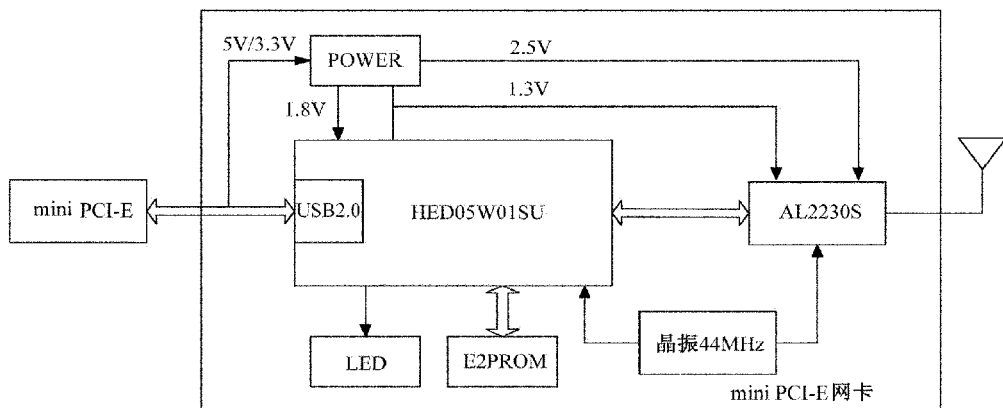 5V/3.3V
POWER
2.5V
1.3V
1.8V
mini PCI-E
USB2.0
HED05W01SU
AL2230S
LED
E2PROM
晶振44MHz
mini PCI-E网卡